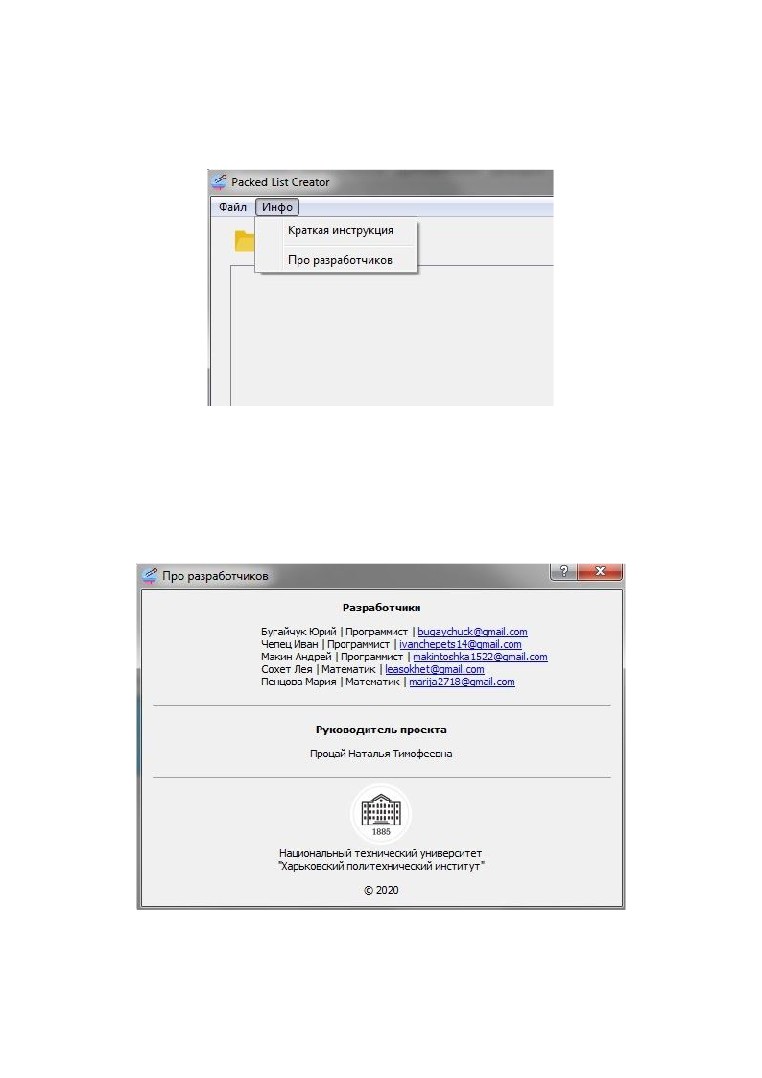 Packed List Creator
Файл Инфо
Краткая инструкция
Про разработчиков
Про разработчиков
? X
Разработчики
Бугайчук Юрий | Программист | bugaychuck@gmail.com
Чепец Иван | Программист | ivanchepets14@gmail.com
Макин Андрей | Программист | makintoshka1522@gmail.com
Сохет Лея | Математик | leasokhet@gmail.com
Пенцова Мария | Математик | marija2718@gmail.com
Руководитель проекта
Процай Наталья Тимофеевна
1885
Национальный технический университет
"Харьковский политехнический институт"
© 2020